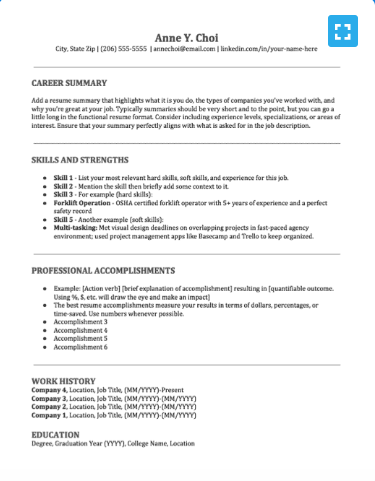 Anne Y. Choi
City, State Zip | (206) 555-5555 | annechoi@email.com | linkedin.com/in/your-name-here
CAREER SUMMARY
Add a resume summary that highlights what it is you do, the types of companies you've worked with, and
why you're great at your job. Typically summaries should be very short and to the point, but you can go a
little long in the functional resume format. Consider including experience levels, specializations, or areas of
interest. Ensure that your summary perfectly aligns with what is asked for in the job description.
SKILLS AND STRENGTHS
● Skill 1 - List your most relevant hard skills, soft skills, and experience for this job.
● Skill 2 - Mention the skill then briefly add some context to it.
● Skill 3 - For example (hard skills):
● Forklift Operation - OSHA certified forklift operator with 5+ years of experience and a perfect
safety record
● Skill 5 - Another example (soft skills):
● Multi-tasking: Met visual design deadlines on overlapping projects in fast-paced agency
environment; used project management apps like Basecamp and Trello to keep organized.
PROFESSIONAL ACCOMPLISHMENTS
● Example: [Action verb] [brief explanation of accomplishment] resulting in [quantifiable outcome.
Using %, $, etc. will draw the eye and make an impact]
● The best resume accomplishments measure your results in terms of dollars, percentages, or
time-saved. Use numbers whenever possible.
● Accomplishment 3
● Accomplishment 4
● Accomplishment 5
● Accomplishment 6
WORK HISTORY
Company 4, Location, Job Title, (MM/YYYY)-Present
Company 3, Location, Job Title, (MM/YYYY)-(MM/YYYY)
Company 2, Location, Job Title, (MM/YYYY)-(MM/YYYY)
Company 1, Location, Job Title, (MM/YYYY)-(MM/YYYY)
EDUCATION
Degree, Graduation Year (YYYY), College Name, Location